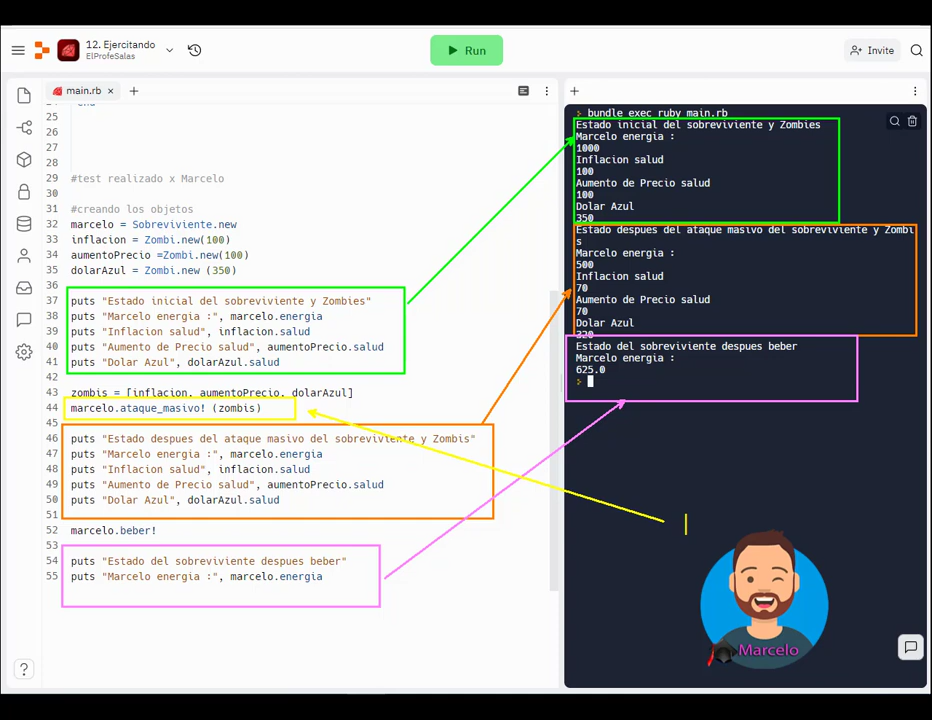 12. Ejercitando
ElProfeSalas
Run
Invite
main.rb
25
26
27
28
29 #test realizado x Marcelo
30
31 #creando los objetos
32 marcelo = Sobreviviente.new
33 inflacion = Zombi.new(100)
34 aumentoPrecio =Zombi.new(100)
35 dolarAzul = Zombi.new (350)
36
37 puts "Estado inicial del sobreviviente y Zombies"
38 puts "Marcelo energia :", marcelo.energia
39 puts "Inflacion salud", inflacion.salud
40 puts "Aumento de Precio salud", aumentoPrecio.salud
41 puts "Dolar Azul", dolarAzul.salud
42
43 zombis = [inflacion, aumentoPrecio, dolarAzul]
44 marcelo.ataque_masivo! (zombis)
45
46 puts "Estado despues del ataque masivo del sobreviviente y Zombis"
47 puts "Marcelo energia :", marcelo.energia
48 puts "Inflacion salud", inflacion.salud
49 puts "Aumento de Precio salud", aumentoPrecio.salud
50 puts "Dolar Azul", dolarAzul.salud
51
52 marcelo.beber!
53
54 puts "Estado del sobreviviente despues beber"
55 puts "Marcelo energia :", marcelo.energia
bundle exec ruby main.rb
Estado inicial del sobreviviente y Zombies
Marcelo energia :
1000
Inflacion salud
100
Aumento de Precio salud
100
Dolar Azul
350
Estado despues del ataque masivo del sobreviviente y Zombi
s
Marcelo energia :
500
Inflacion salud
70
Aumento de Precio salud
70
Dolar Azul
320
Estado del sobreviviente despues beber
Marcelo energia :
625.0
Marcelo